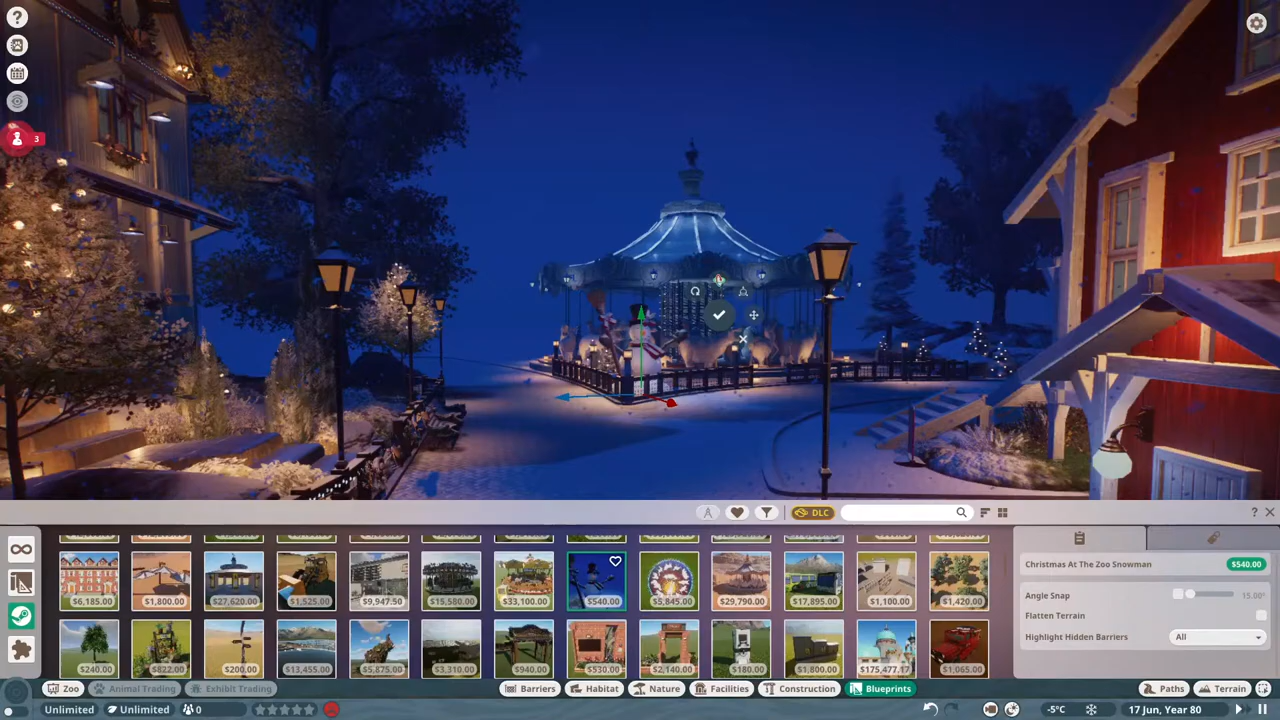 ?
3
DLC
?
$6,185.00
$1,800.00
$27,620.00
$1,525.00
$9,947.50
$15,580.00
$33,100.00
$540.00
$5,845.00
$29,790.00
$17,895.00
$1,100.00
$1,420.00
$240.00
$822.00
$200.00
$13,455.00
$5,875.00
$3,310.00
$940.00
$530.00
$2,140.00
$180.00
$1,800.00
$175,477.17
$1,065.00
Christmas At The Zoo Snowman
$540.00
Angle Snap
15.00°
Flatten Terrain
Highlight Hidden Barriers
All
Zoo
Animal Trading
Exhibit Trading
Barriers
Habitat
Nature
Facilities
Construction
Blueprints
Paths
Terrain
Unlimited
Unlimited
0
-5°C
17 Jun, Year 80